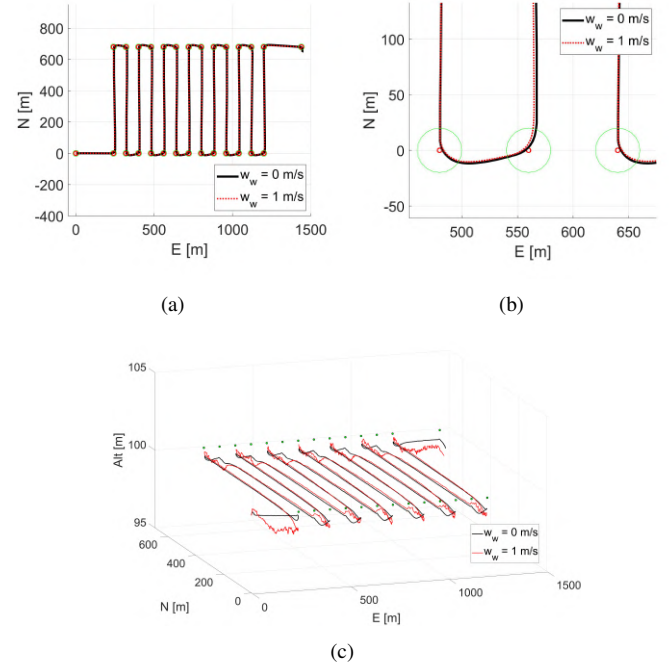 800
600
400
200
0
-200
-400
N [m]
0
500
1000
1500
E [m]
w_w = 0 m/s
w_w = 1 m/s
(a)
100
50
0
-50
N [m]
500
550
600
650
E [m]
w_w = 0 m/s
w_w = 1 m/s
(b)
105
100
95
Alt [m]
600
400
200
0
N [m]
0
500
1000
1500
E [m]
w_w = 0 m/s
w_w = 1 m/s
(c)